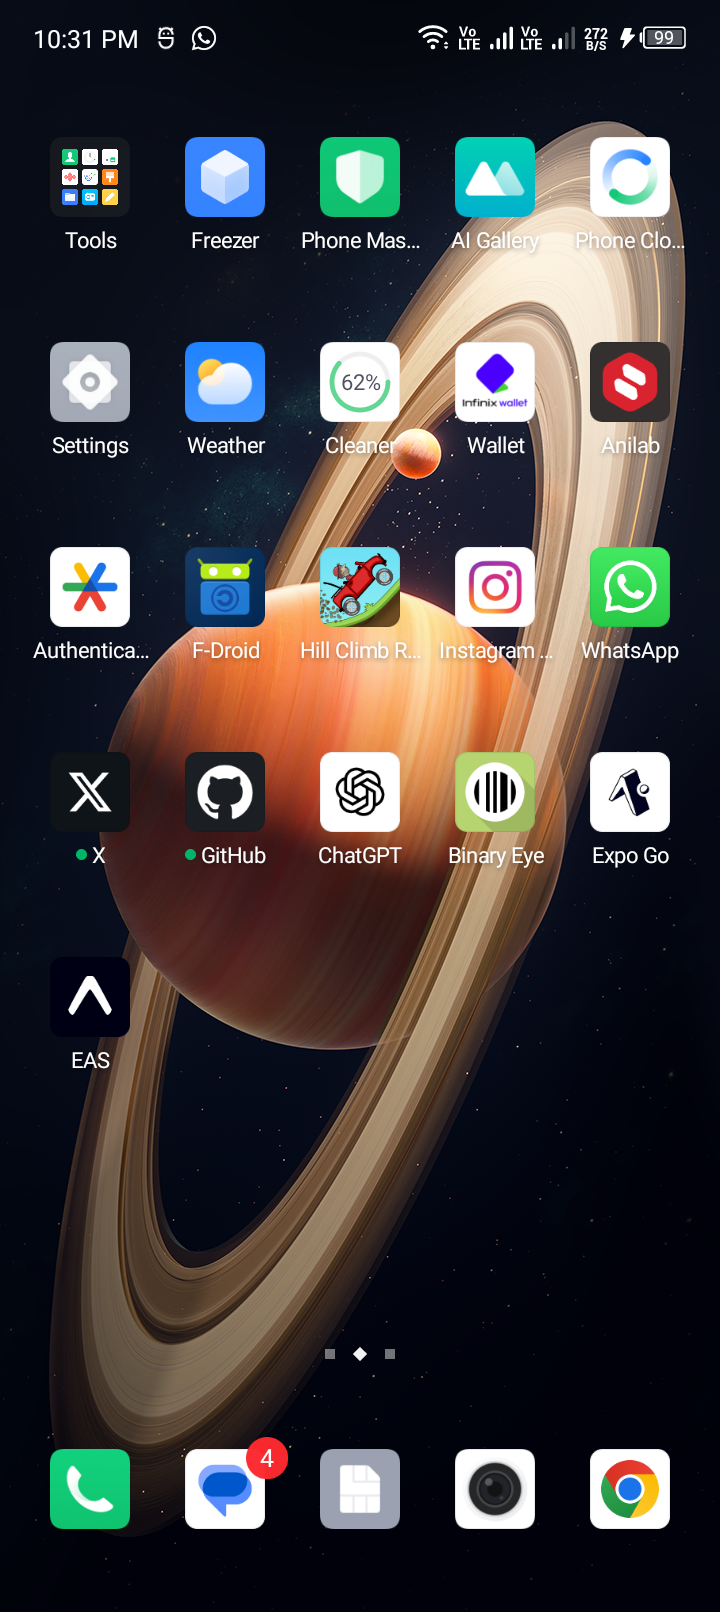 10:31 PM
Vo LTE
Vo LTE
272 B/S
99
Tools
Freezer
Phone Mas...
AI Gallery
Phone Clo...
62%
Infinix wallet
Settings
Weather
Cleaner
Wallet
Anilab
Authentica...
F-Droid
Hill Climb R...
Instagram ...
WhatsApp
X
GitHub
ChatGPT
Binary Eye
Expo Go
EAS
4